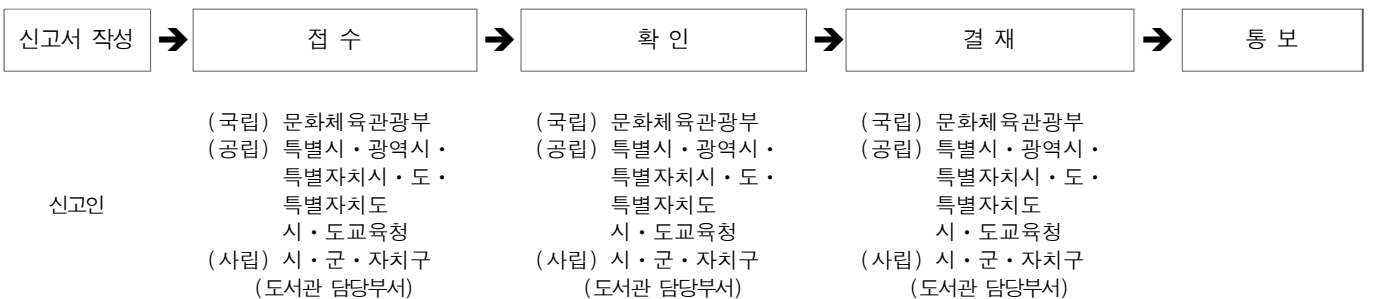 신고서 작성 ➔ 접 수 ➔ 확 인 ➔ 결 재 ➔ 통 보
신고인
(국립) 문화체육관광부
(공립) 특별시・광역시・
특별자치시・도・
특별자치도
시・도교육청
(사립) 시・군・자치구
(도서관 담당부서)
(국립) 문화체육관광부
(공립) 특별시・광역시・
특별자치시・도・
특별자치도
시・도교육청
(사립) 시・군・자치구
(도서관 담당부서)
(국립) 문화체육관광부
(공립) 특별시・광역시・
특별자치시・도・
특별자치도
시・도교육청
(사립) 시・군・자치구
(도서관 담당부서)